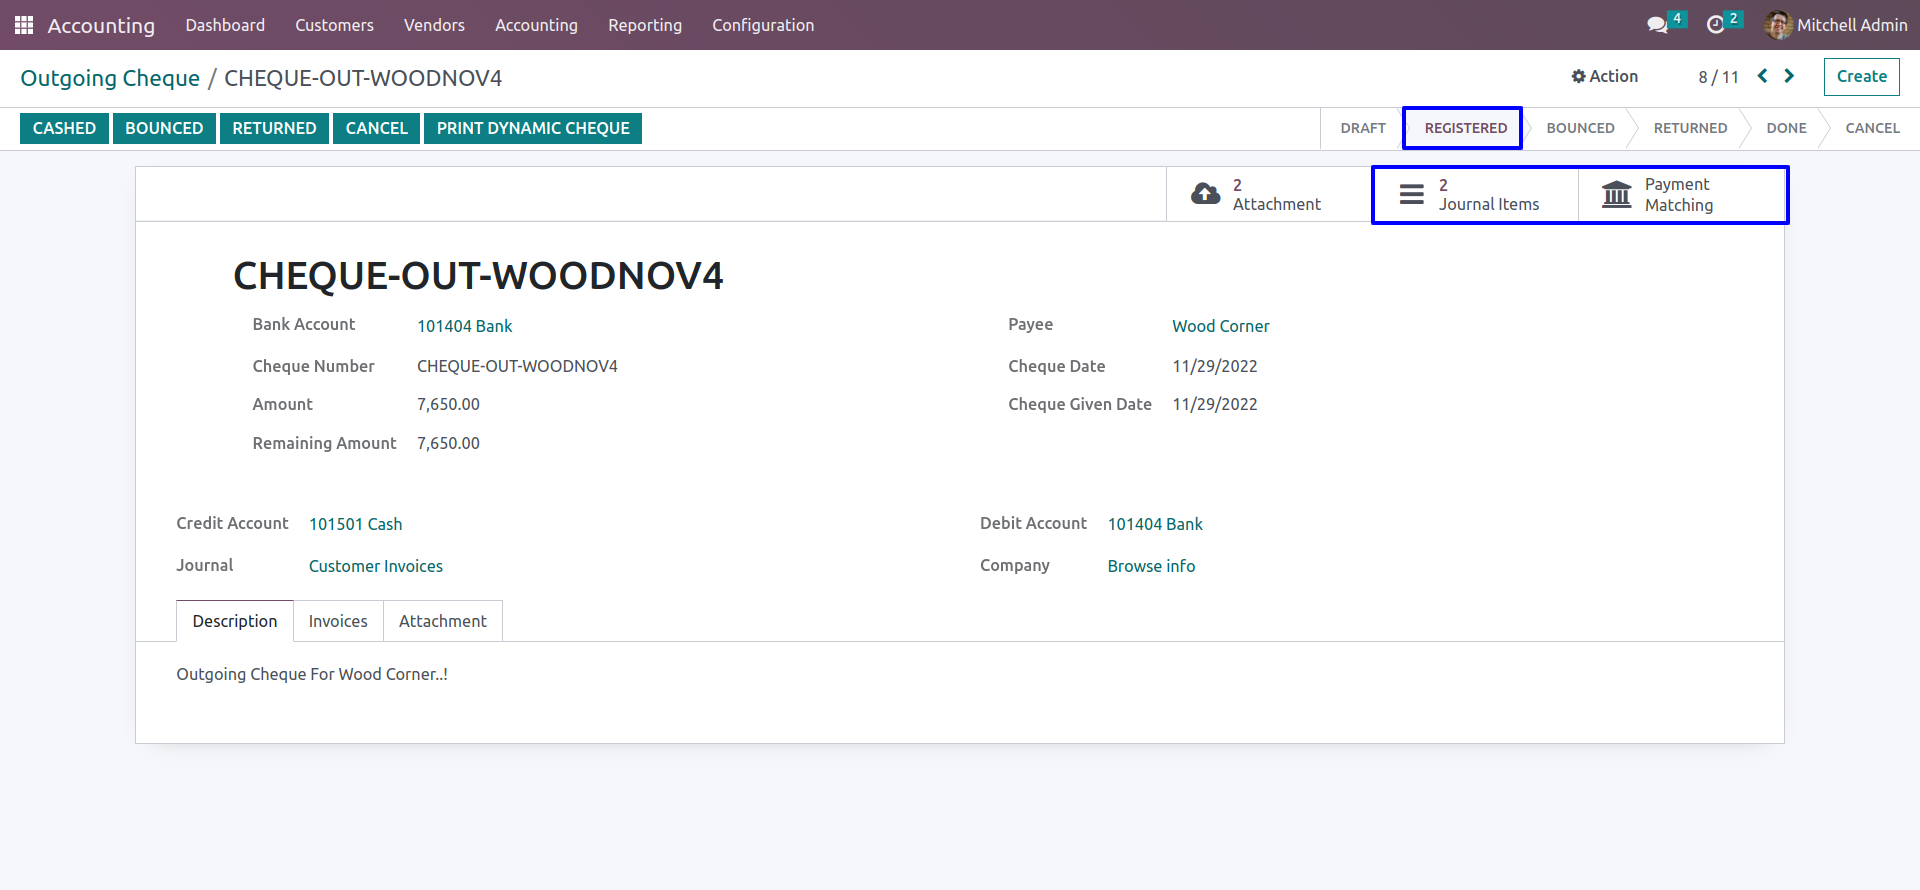 Accounting Dashboard Customers Vendors Accounting Reporting Configuration 4 2 Mitchell Admin
Outgoing Cheque / CHEQUE-OUT-WOODNOV4 Action 8 / 11 Create
CASHED BOUNCED RETURNED CANCEL PRINT DYNAMIC CHEQUE DRAFT REGISTERED BOUNCED RETURNED DONE CANCEL
2 Attachment
2 Journal Items
Payment Matching
CHEQUE-OUT-WOODNOV4
Bank Account 101404 Bank Payee Wood Corner
Cheque Number CHEQUE-OUT-WOODNOV4 Cheque Date 11/29/2022
Amount 7,650.00 Cheque Given Date 11/29/2022
Remaining Amount 7,650.00
Credit Account 101501 Cash Debit Account 101404 Bank
Journal Customer Invoices Company Browse info
Description Invoices Attachment
Outgoing Cheque For Wood Corner..!